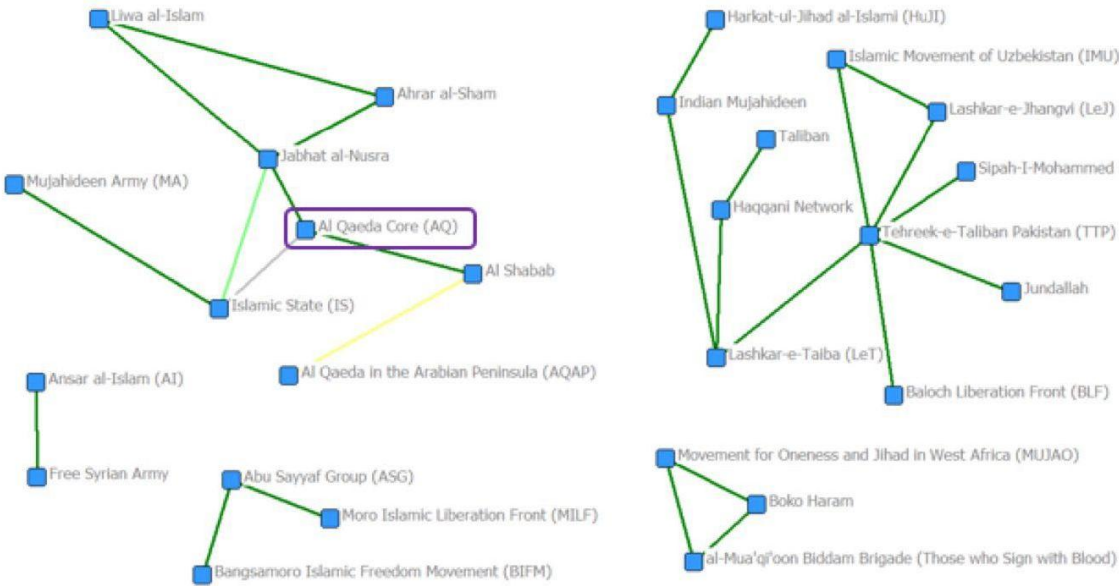 Liwa al-Islam
Ahrar al-Sham
Jabhat al-Nusra
Mujahideen Army (MA)
Al Qaeda Core (AQ)
Al Shabab
Islamic State (IS)
Al Qaeda in the Arabian Peninsula (AQAP)
Ansar al-Islam (AI)
Free Syrian Army
Abu Sayyaf Group (ASG)
Moro Islamic Liberation Front (MILF)
Bangsamoro Islamic Freedom Movement (BIFM)
Harkat-ul-Jihad al-Islami (HuJI)
Islamic Movement of Uzbekistan (IMU)
Indian Mujahideen
Lashkar-e-Jhangvi (LeJ)
Taliban
Sipah-I-Mohammed
Haqqani Network
Tehreek-e-Taliban Pakistan (TTP)
Jundallah
Lashkar-e-Taiba (LeT)
Baloch Liberation Front (BLF)
Movement for Oneness and Jihad in West Africa (MUJAO)
Boko Haram
al-Mua'qi'oon Biddam Brigade (Those who Sign with Blood)